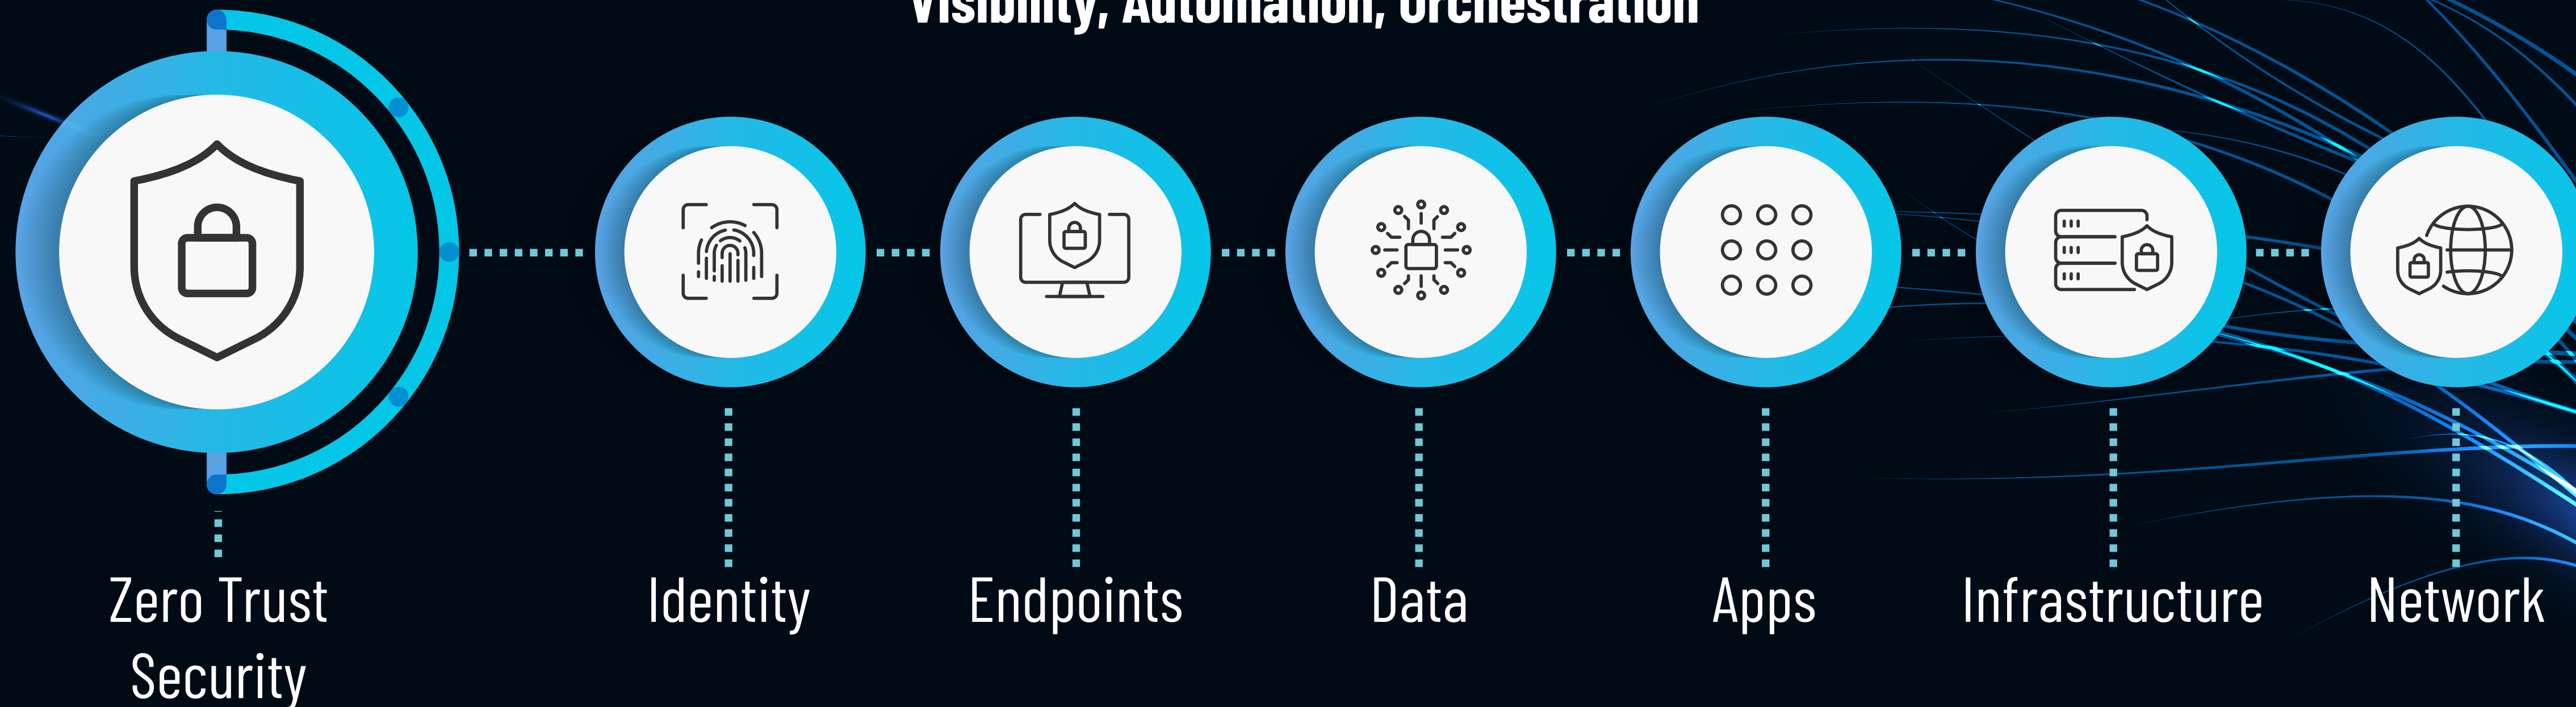 Visibility, Automation, Orchestration
Zero Trust
Security
Identity
Endpoints
Data
Apps
Infrastructure
Network